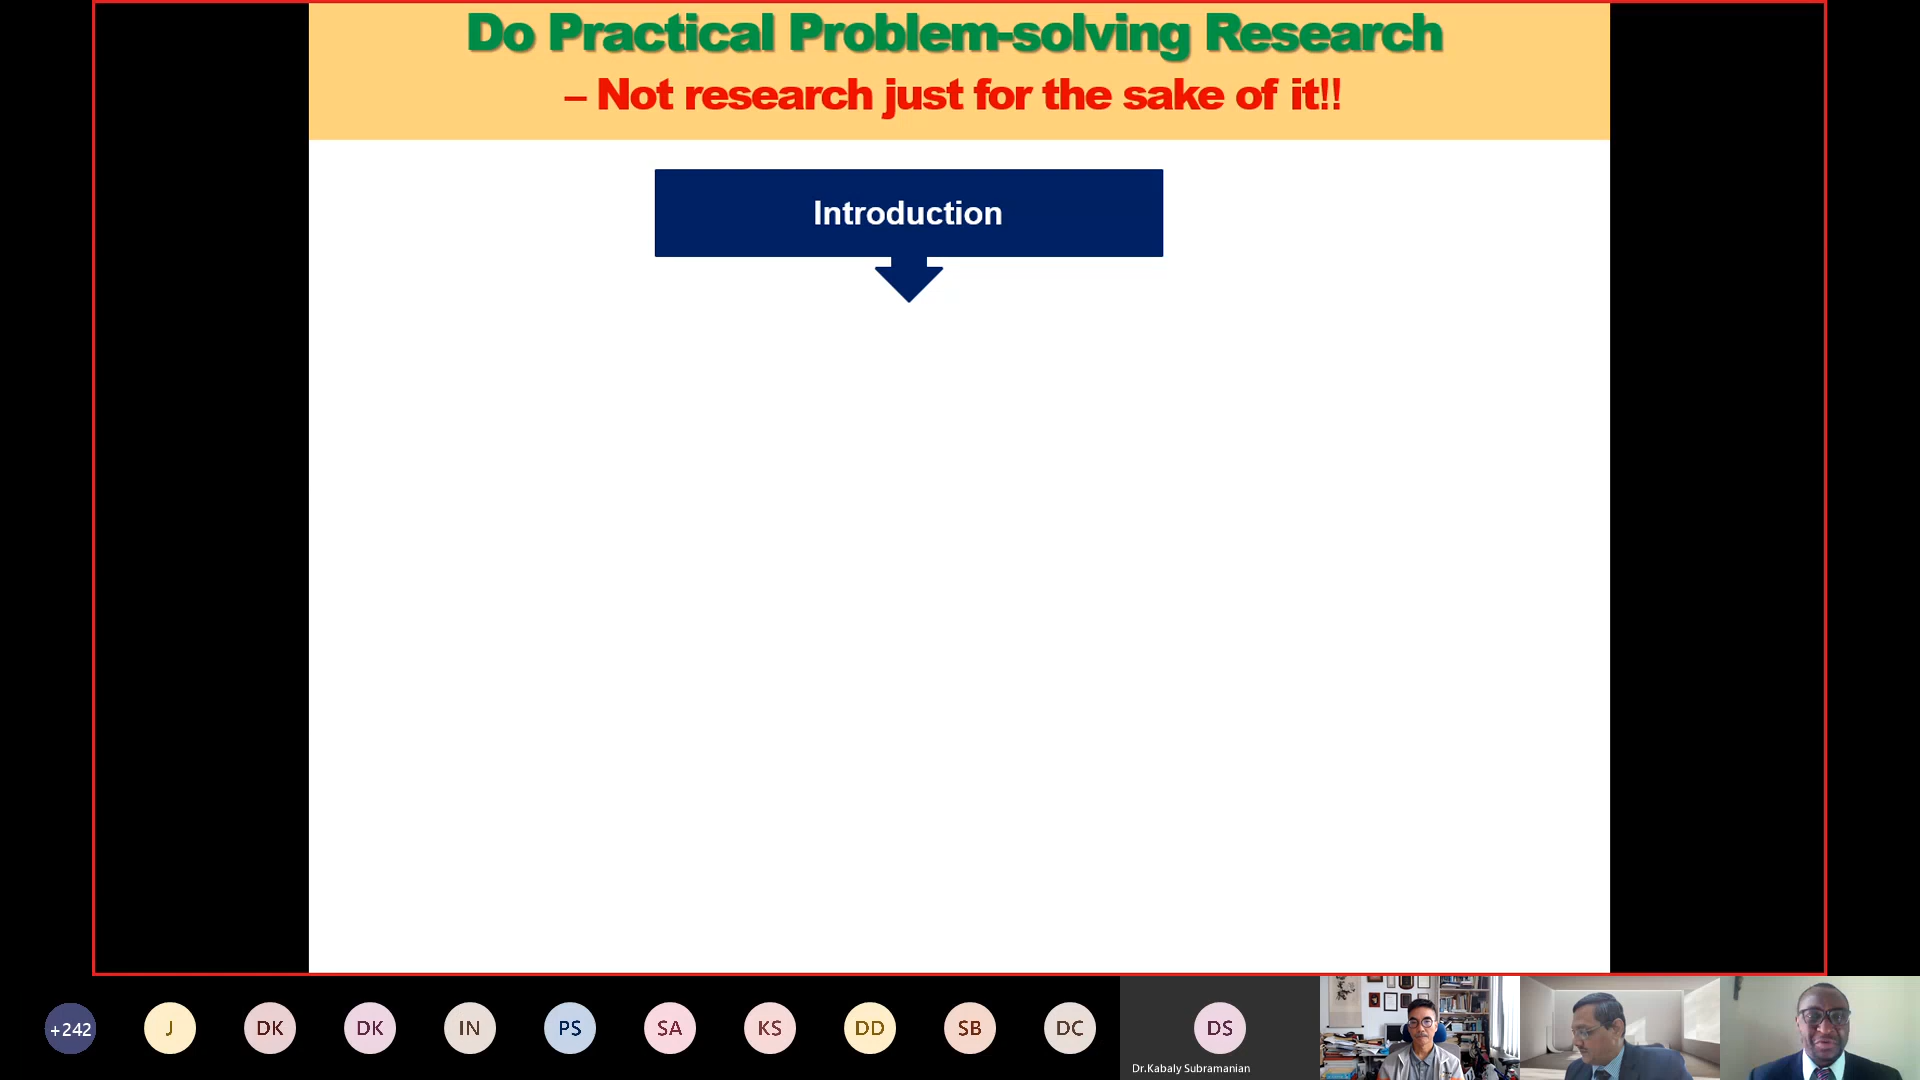 Do Practical Problem-solving Research
– Not research just for the sake of it!!
Introduction
+242
J
DK
DK
IN
PS
SA
KS
DD
SB
DC
DS
Dr.Kabaly Subramanian